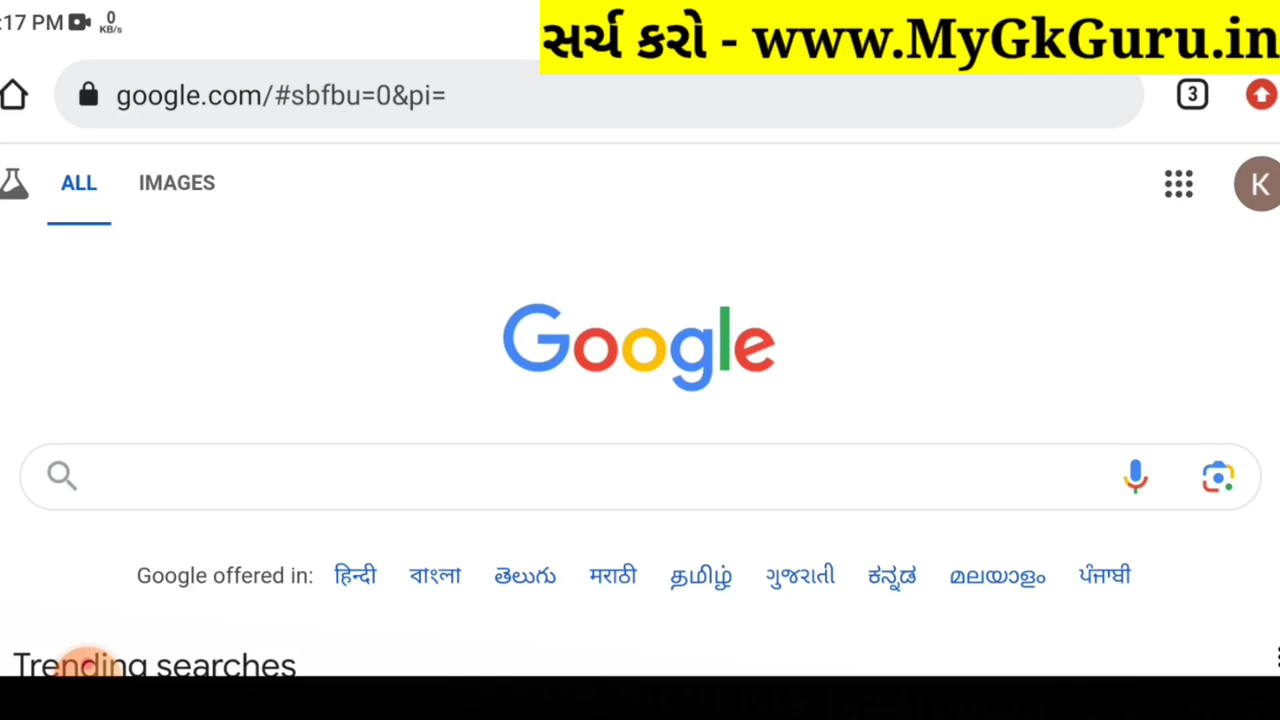 :17 PM 0 KB/s
સર્ચ કરો - www.MyGkGuru.in
google.com/#sbfbu=0&pi=
3
ALL IMAGES
K
Google
Google offered in: हिन्दी বাংলা తెలుగు मराठी தமிழ் ગુજરાતી ಕನ್ನಡ മലയാളം ਪੰਜਾਬੀ
Trending searches